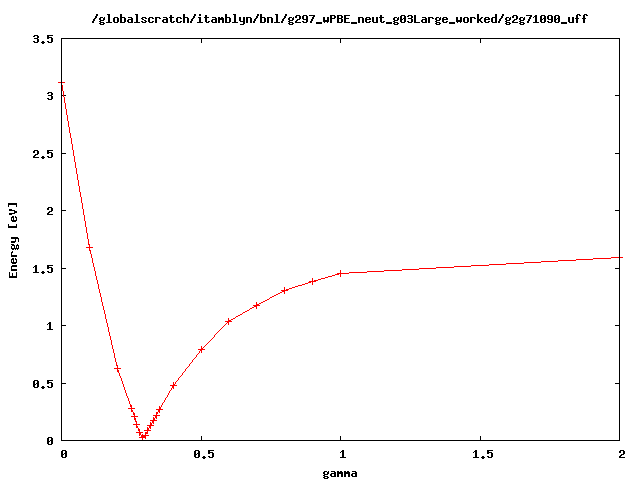 /globalscratch/itamblyn/bnl/g297_wPBE_neut_g03Large_worked/g2g71090_uff
3.5
3
2.5
2
1.5
1
0.5
0
Energy [eV]
0 0.5 1 1.5 2
gamma